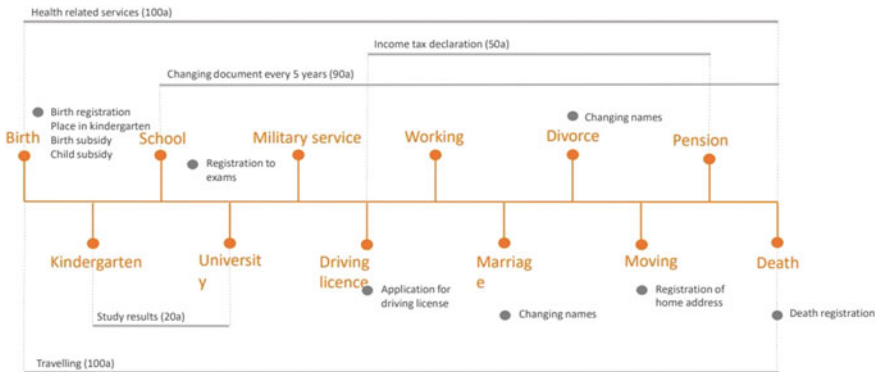 Health related services (100a)
Income tax declaration (50a)
Changing document every 5 years (90a)
Birth registration
Place in kindergarten
Birth subsidy
Child subsidy
Changing names
Birth
School
Military service
Working
Divorce
Pension
Registration to
exams
Kindergarten
Universit
y
Driving
licence
Marriag
e
Moving
Death
Application for
driving license
Registration of
home address
Changing names
Death registration
Study results (20a)
Travelling (100a)